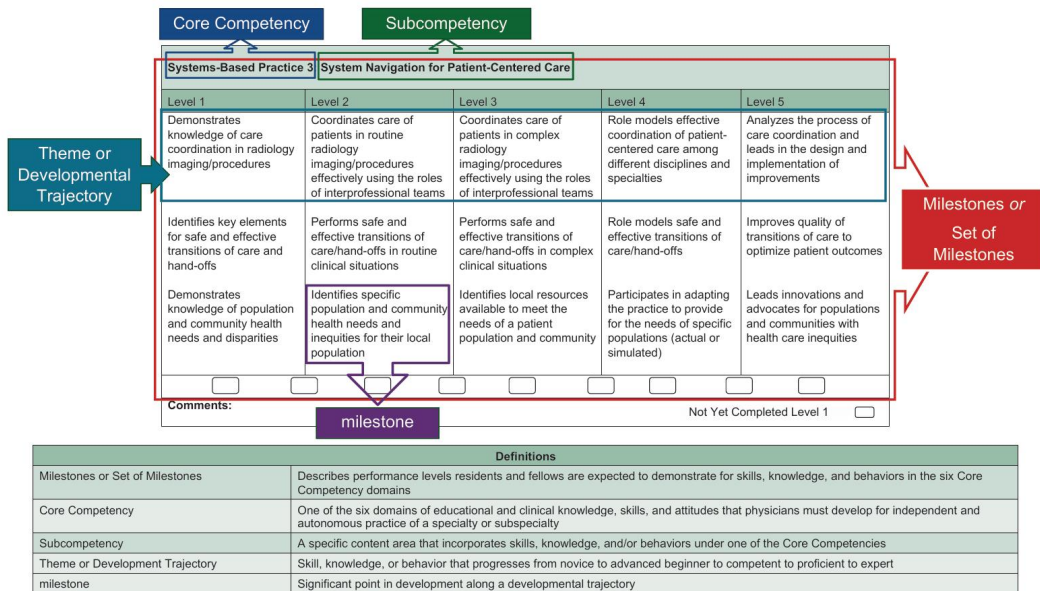 Core Competency
Subcompetency
Systems-Based Practice 3
System Navigation for Patient-Centered Care
Level 1
Level 2
Level 3
Level 4
Level 5
Theme or
Developmental
Trajectory
Demonstrates
knowledge of care
coordination in radiology
imaging/procedures
Coordinates care of
patients in routine
radiology
imaging/procedures
effectively using the roles
of interprofessional teams
Coordinates care of
patients in complex
radiology
imaging/procedures
effectively using the roles
of interprofessional teams
Role models effective
coordination of patient-
centered care among
different disciplines and
specialties
Analyzes the process of
care coordination and
leads in the design and
implementation of
improvements
Milestones or
Set of
Milestones
Identifies key elements
for safe and effective
transitions of care and
hand-offs
Performs safe and
effective transitions of
care/hand-offs in routine
clinical situations
Performs safe and
effective transitions of
care/hand-offs in complex
clinical situations
Role models safe and
effective transitions of
care/hand-offs
Improves quality of
transitions of care to
optimize patient outcomes
Demonstrates
knowledge of population
and community health
needs and disparities
Identifies specific
population and community
health needs and
inequities for their local
population
Identifies local resources
available to meet the
needs of a patient
population and community
Participates in adapting
the practice to provide
for the needs of specific
populations (actual or
simulated)
Leads innovations and
advocates for populations
and communities with
health care inequities
Comments:
Not Yet Completed Level 1
milestone
Definitions
Milestones or Set of Milestones
Describes performance levels residents and fellows are expected to demonstrate for skills, knowledge, and behaviors in the six Core
Competency domains
Core Competency
One of the six domains of educational and clinical knowledge, skills, and attitudes that physicians must develop for independent and
autonomous practice of a specialty or subspecialty
Subcompetency
A specific content area that incorporates skills, knowledge, and/or behaviors under one of the Core Competencies
Theme or Development Trajectory
Skill, knowledge, or behavior that progresses from novice to advanced beginner to competent to proficient to expert
milestone
Significant point in development along a developmental trajectory